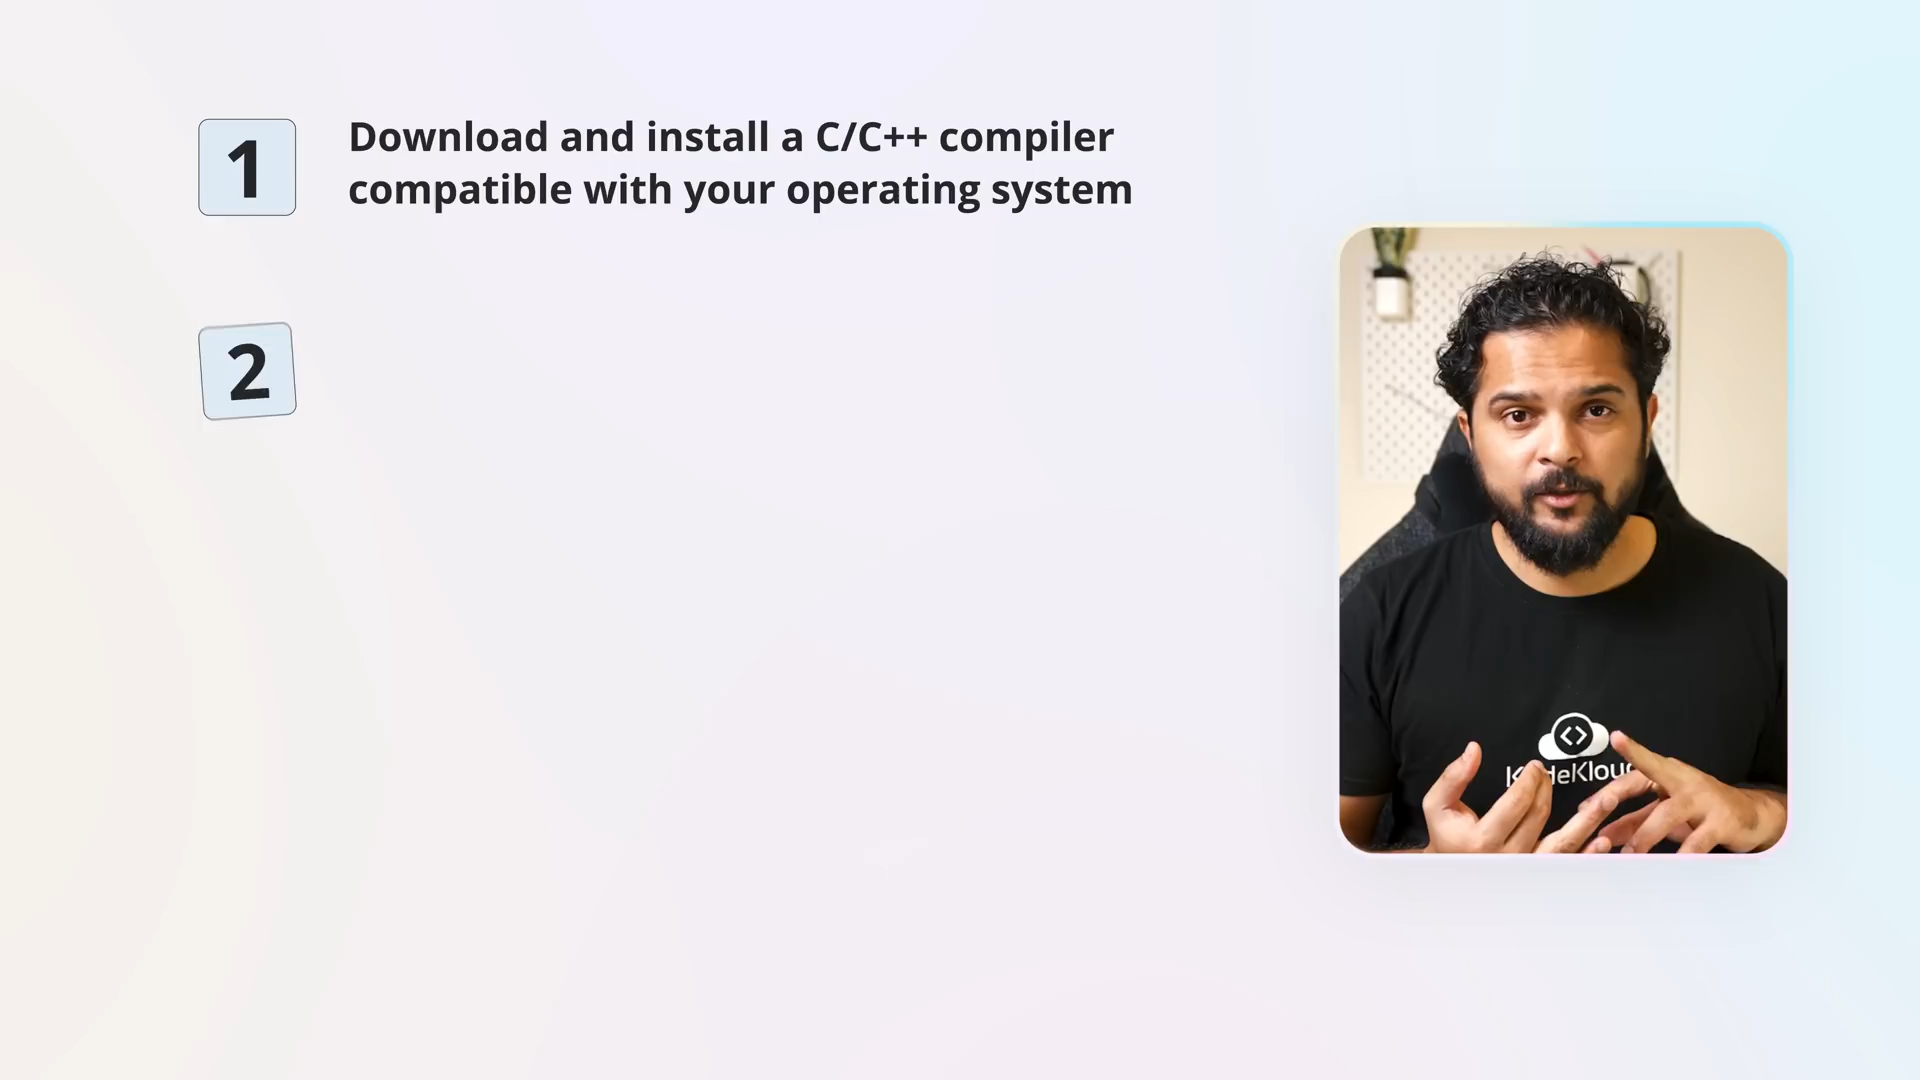 1
Download and install a C/C++ compiler
compatible with your operating system
2